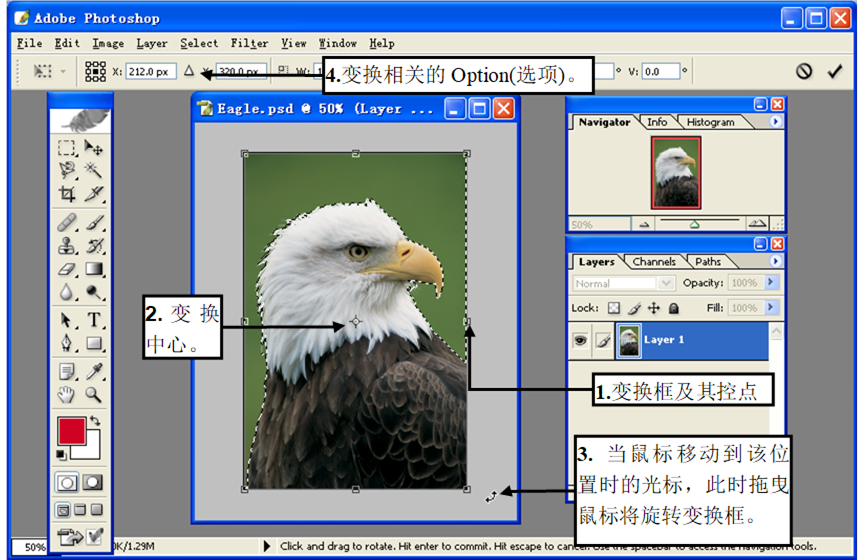 Adobe Photoshop
File Edit Image Layer Select Filter View Window Help
X: 212.0 px Y: 320.0 px W: ° V: 0.0 °
4.变换相关的 Option(选项)。
Eagle.psd @ 50% (Layer ...
Navigator Info Histogram
50%
Layers Channels Paths
Normal Opacity: 100%
Lock: Fill: 100%
Layer 1
2. 变 换
中心。
1.变换框及其控点
3. 当鼠标移动到该位
置时的光标，此时拖曳
鼠标将旋转变换框。
T
50% 0K/1.29M Click and drag to rotate. Hit enter to commit. Hit escape to cancel. Use the spacebar to access the navigation tools.